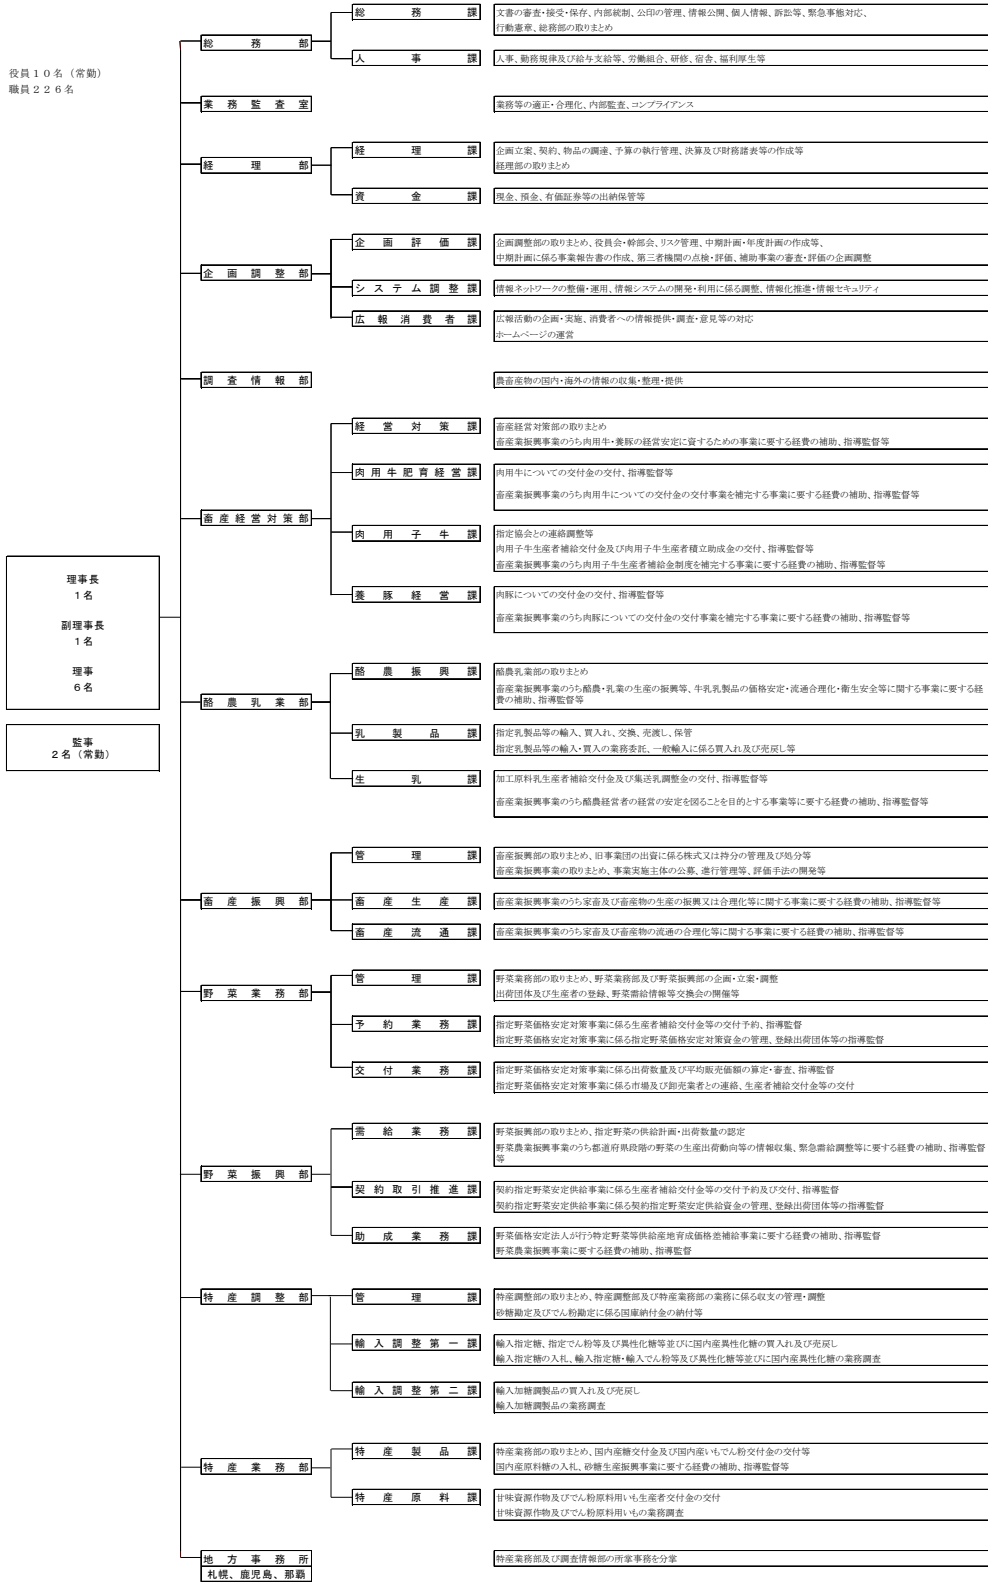 役員１０名（常勤）
職員２２６名
理事長
１名
副理事長
１名
理事
６名
監事
２名（常勤）
総務部
総務課
文書の審査・接受・保存、内部統制、公印の管理、情報公開、個人情報、訴訟等、緊急事態対応、
行動憲章、総務部の取りまとめ
人事課
人事、勤務規律及び給与支給等、労働組合、研修、宿舎、福利厚生等
業務監査室
業務等の適正・合理化、内部監査、コンプライアンス
経理部
経理課
企画立案、契約、物品の調達、予算の執行管理、決算及び財務諸表等の作成等
経理部の取りまとめ
資金課
現金、預金、有価証券等の出納保管等
企画調整部
企画評価課
企画調整部の取りまとめ、役員会・幹部会、リスク管理、中期計画・年度計画の作成等、
中期計画に係る事業報告書の作成、第三者機関の点検・評価、補助事業の審査・評価の企画調整
システム調整課
情報ネットワークの整備・運用、情報システムの開発・利用に係る調整、情報化推進・情報セキュリティ
広報消費者課
広報活動の企画・実施、消費者への情報提供・調査・意見等の対応
ホームページの運営
調査情報部
農畜産物の国内・海外の情報の収集・整理・提供
畜産経営対策部
経営対策課
畜産経営対策部の取りまとめ
畜産業振興事業のうち肉用牛・養豚の経営安定に資するための事業に要する経費の補助、指導監督等
肉用牛肥育経営課
肉用牛についての交付金の交付、指導監督等
畜産業振興事業のうち肉用牛についての交付金の交付事業を補完する事業に要する経費の補助、指導監督等
肉用子牛課
指定協会との連絡調整等
肉用子牛生産者補給交付金及び肉用子牛生産者積立助成金の交付、指導監督等
畜産業振興事業のうち肉用子牛生産者補給金制度を補完する事業に要する経費の補助、指導監督等
養豚経営課
肉豚についての交付金の交付、指導監督等
畜産業振興事業のうち肉豚についての交付金の交付事業を補完する事業に要する経費の補助、指導監督等
酪農乳業部
酪農振興課
酪農乳業部の取りまとめ
畜産業振興事業のうち酪農・乳業の生産の振興等、牛乳乳製品の価格安定・流通合理化・衛生安全等に関する事業に要する経
費の補助、指導監督等
乳製品課
指定乳製品等の輸入、買入れ、交換、売渡し、保管
指定乳製品等の輸入・買入の業務委託、一般輸入に係る買入れ及び売戻し等
生乳課
加工原料乳生産者補給交付金及び集送乳調整金の交付、指導監督等
畜産業振興事業のうち酪農経営者の経営の安定を図ることを目的とする事業等に要する経費の補助、指導監督等
畜産振興部
管理課
畜産振興部の取りまとめ、旧事業団の出資に係る株式又は持分の管理及び処分等
畜産業振興事業の取りまとめ、事業実施主体の公募、進行管理等、評価手法の開発等
畜産生産課
畜産業振興事業のうち家畜及び畜産物の生産の振興又は合理化等に関する事業に要する経費の補助、指導監督等
畜産流通課
畜産業振興事業のうち家畜及び畜産物の流通の合理化等に関する事業に要する経費の補助、指導監督等
野菜業務部
管理課
野菜業務部の取りまとめ、野菜業務部及び野菜振興部の企画・立案・調整
出荷団体及び生産者の登録、野菜需給情報等交換会の開催等
予約業務課
指定野菜価格安定対策事業に係る生産者補給交付金等の交付予約、指導監督
指定野菜価格安定対策事業に係る指定野菜価格安定対策資金の管理、登録出荷団体等の指導監督
交付業務課
指定野菜価格安定対策事業に係る出荷数量及び平均販売価額の算定・審査、指導監督
指定野菜価格安定対策事業に係る市場及び卸売業者との連絡、生産者補給交付金等の交付
野菜振興部
需給業務課
野菜振興部の取りまとめ、指定野菜の供給計画・出荷数量の認定
野菜農業振興事業のうち都道府県段階の野菜の生産出荷動向等の情報収集、緊急需給調整等に要する経費の補助、指導監督
等
契約取引推進課
契約指定野菜安定供給事業に係る生産者補給交付金等の交付予約及び交付、指導監督
契約指定野菜安定供給事業に係る契約指定野菜安定供給資金の管理、登録出荷団体等の指導監督
助成業務課
野菜価格安定法人が行う特定野菜等供給産地育成価格差補給事業に要する経費の補助、指導監督
野菜農業振興事業に要する経費の補助、指導監督
特産調整部
管理課
特産調整部の取りまとめ、特産調整部及び特産業務部の業務に係る収支の管理・調整
砂糖勘定及びでん粉勘定に係る国庫納付金の納付等
輸入調整第一課
輸入指定糖、指定でん粉等及び異性化糖等並びに国内産異性化糖の買入れ及び売戻し
輸入指定糖の入札、輸入指定糖・輸入でん粉等及び異性化糖等並びに国内産異性化糖の業務調査
輸入調整第二課
輸入加糖調製品の買入れ及び売戻し
輸入加糖調製品の業務調査
特産業務部
特産製品課
特産業務部の取りまとめ、国内産糖交付金及び国内産いもでん粉交付金の交付等
国内産原料糖の入札、砂糖生産振興事業に要する経費の補助、指導監督等
特産原料課
甘味資源作物及びでん粉原料用いも生産者交付金の交付
甘味資源作物及びでん粉原料用いもの業務調査
地方事務所
札幌、鹿児島、那覇
特産業務部及び調査情報部の所掌事務を分掌